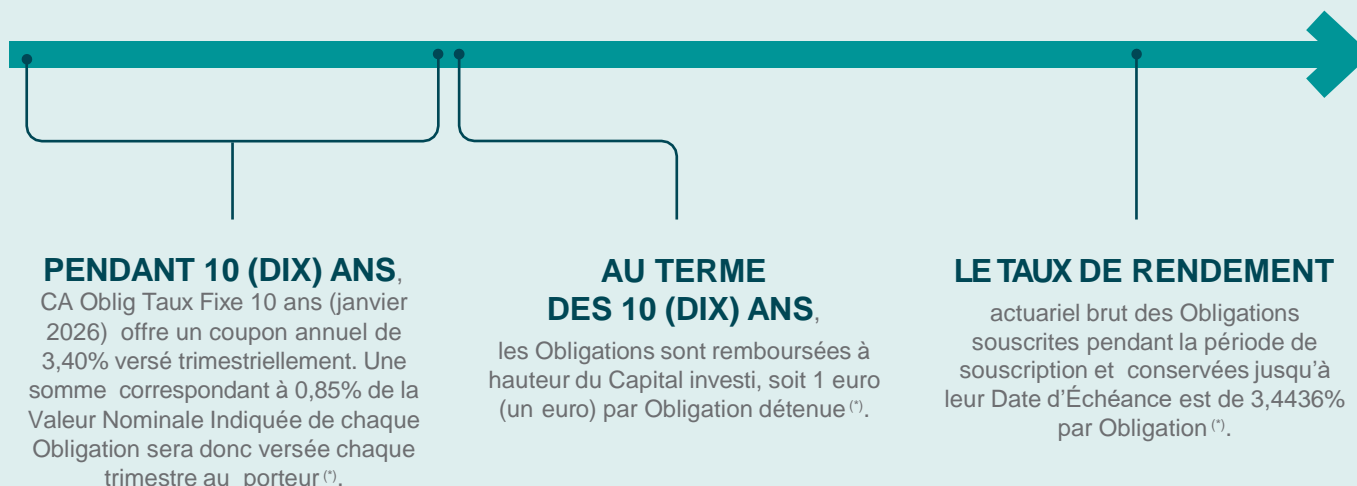 PENDANT 10 (DIX) ANS,
CA Oblig Taux Fixe 10 ans (janvier
2026) offre un coupon annuel de
3,40% versé trimestriellement. Une
somme correspondant à 0,85% de la
Valeur Nominale Indiquée de chaque
Obligation sera donc versée chaque
trimestre au porteur (*).
AU TERME
DES 10 (DIX) ANS,
les Obligations sont remboursées à
hauteur du Capital investi, soit 1 euro
(un euro) par Obligation détenue (*).
LE TAUX DE RENDEMENT
actuariel brut des Obligations
souscrites pendant la période de
souscription et conservées jusqu’à
leur Date d’Échéance est de 3,4436%
par Obligation (*).